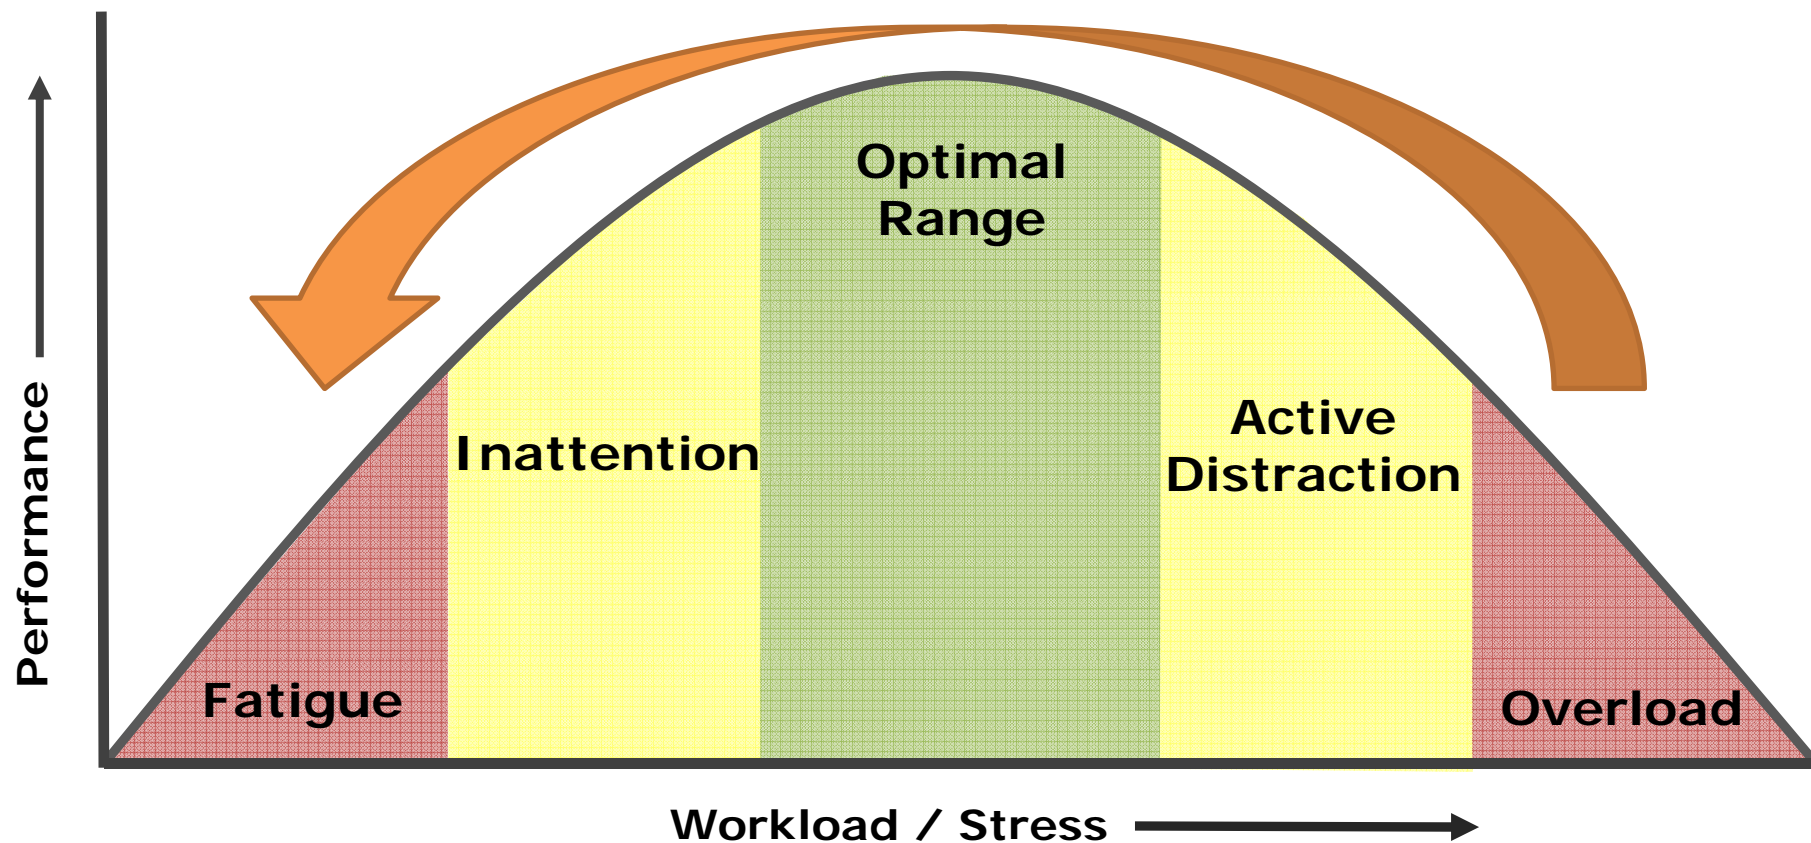 Optimal
Range
Active
Distraction
Inattention
Fatigue
Overload
Performance
Workload / Stress